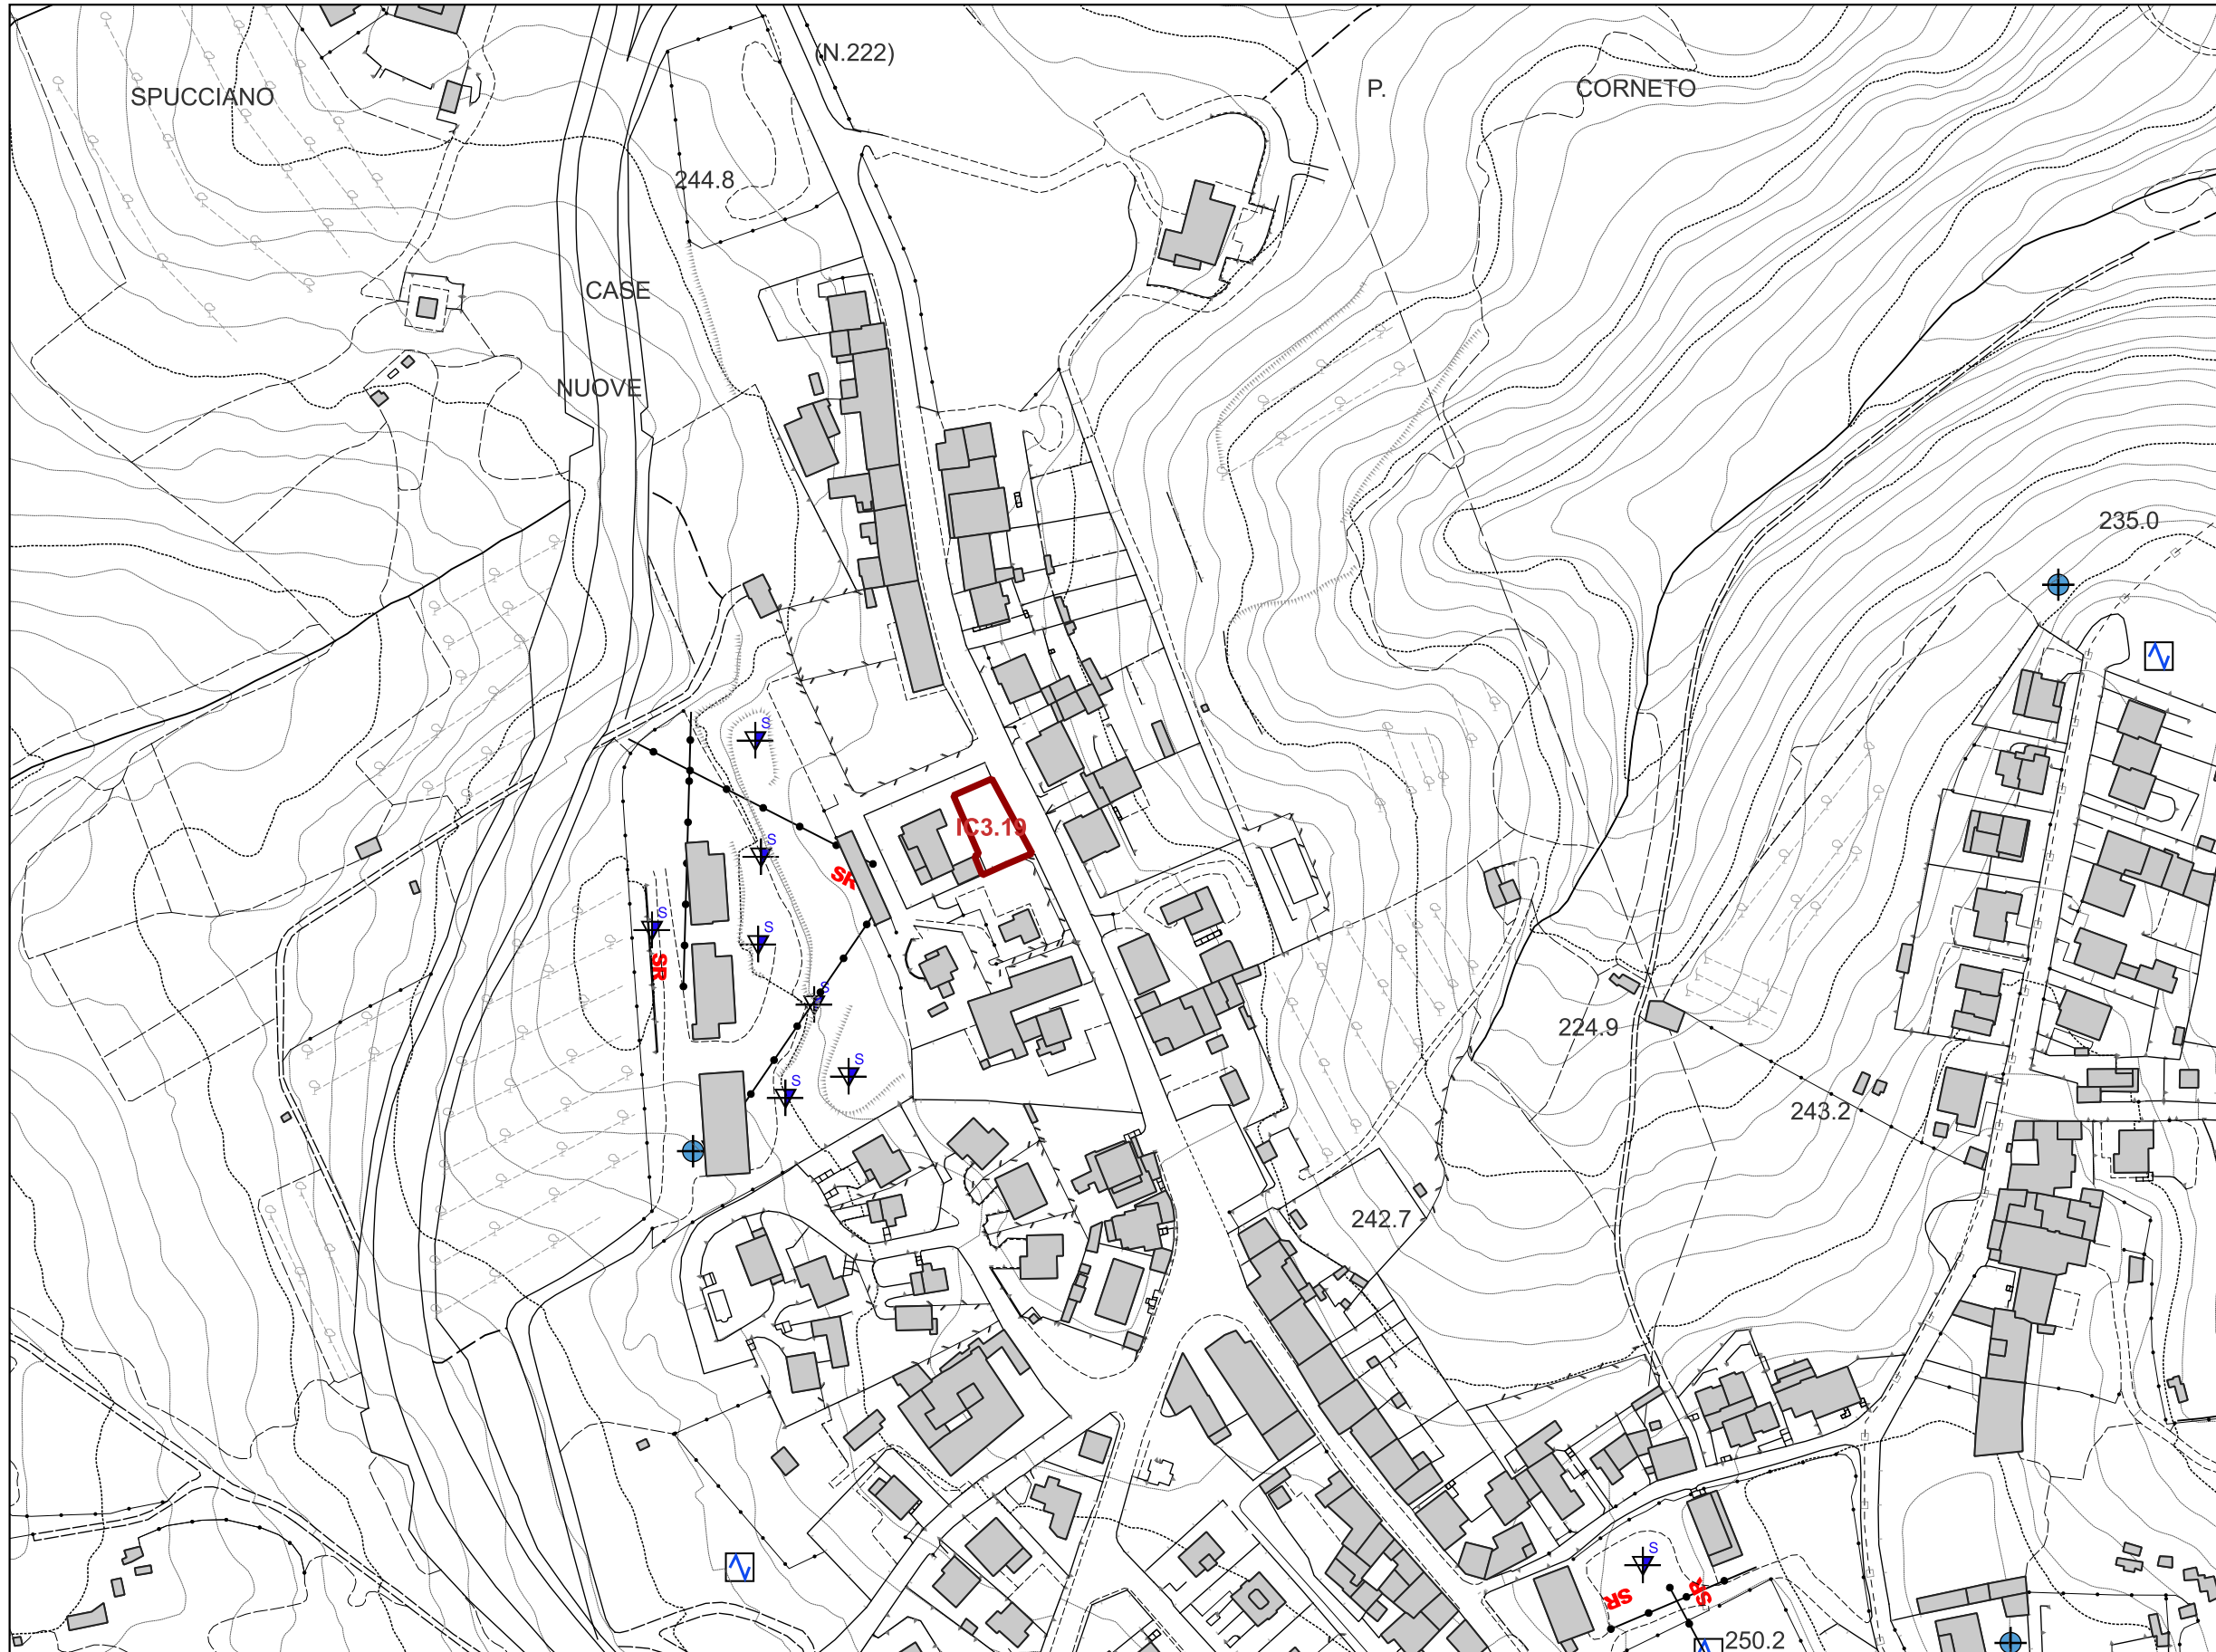 (N.222)
P.
CORNETO
SPUCCIANO
244.8
CASE
NUOVE
235.0
S
IC3.19
S
SR
S
S
SR
S
224.9
S
S
243.2
242.7
S
SR
SR
250.2